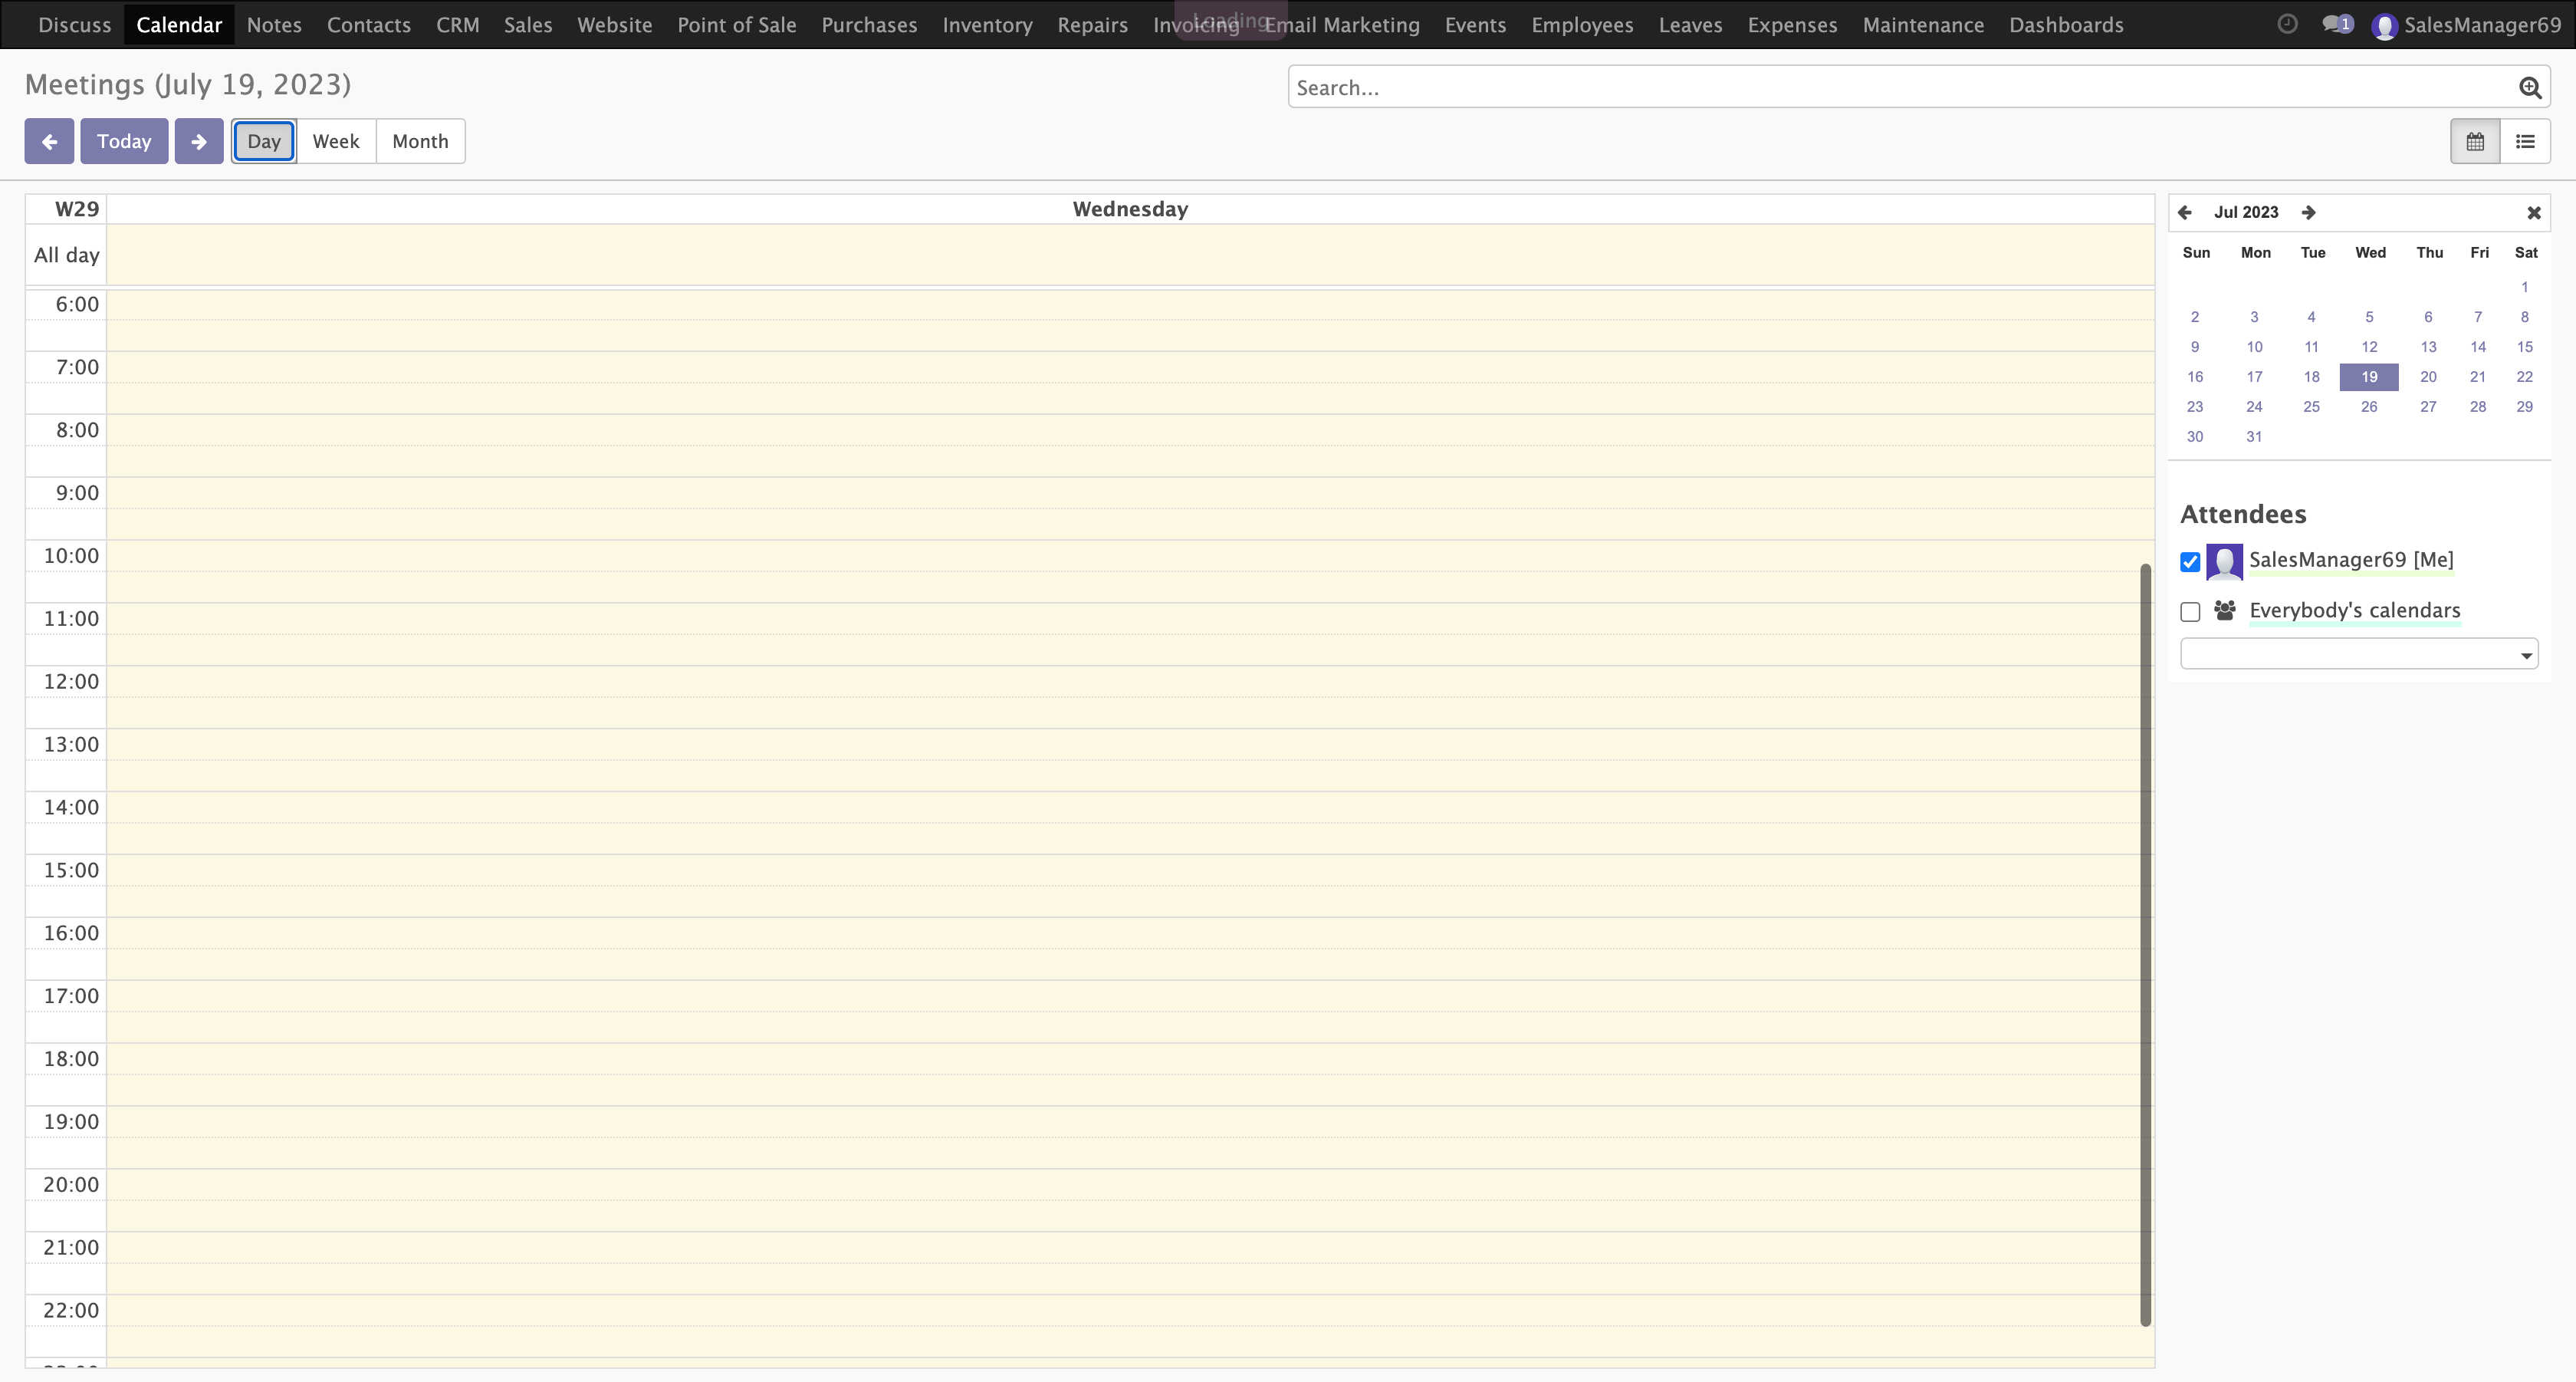 Discuss Calendar Notes Contacts CRM Sales Website Point of Sale Purchases Inventory Repairs Invoicing Email Marketing Events Employees Leaves Expenses Maintenance Dashboards 1 SalesManager69
Loading
Meetings (July 19, 2023)
Search...
Today Day Week Month
W29 Wednesday
All day
6:00
7:00
8:00
9:00
10:00
11:00
12:00
13:00
14:00
15:00
16:00
17:00
18:00
19:00
20:00
21:00
22:00
Jul 2023
Sun Mon Tue Wed Thu Fri Sat
1
2 3 4 5 6 7 8
9 10 11 12 13 14 15
16 17 18 19 20 21 22
23 24 25 26 27 28 29
30 31
Attendees
SalesManager69 [Me]
Everybody's calendars